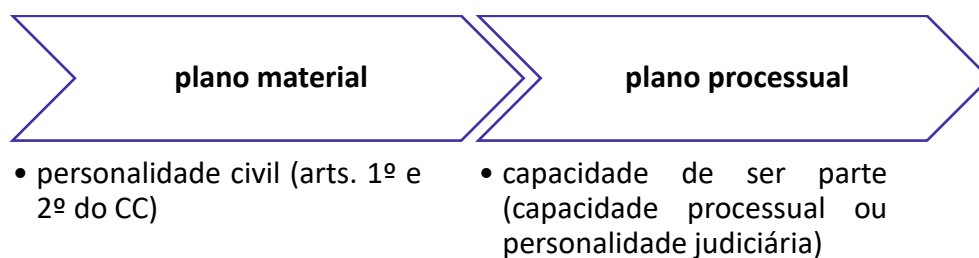 plano material
plano processual
• personalidade civil (arts. 1º e
2º do CC)
• capacidade de ser parte
(capacidade processual ou
personalidade judiciária)